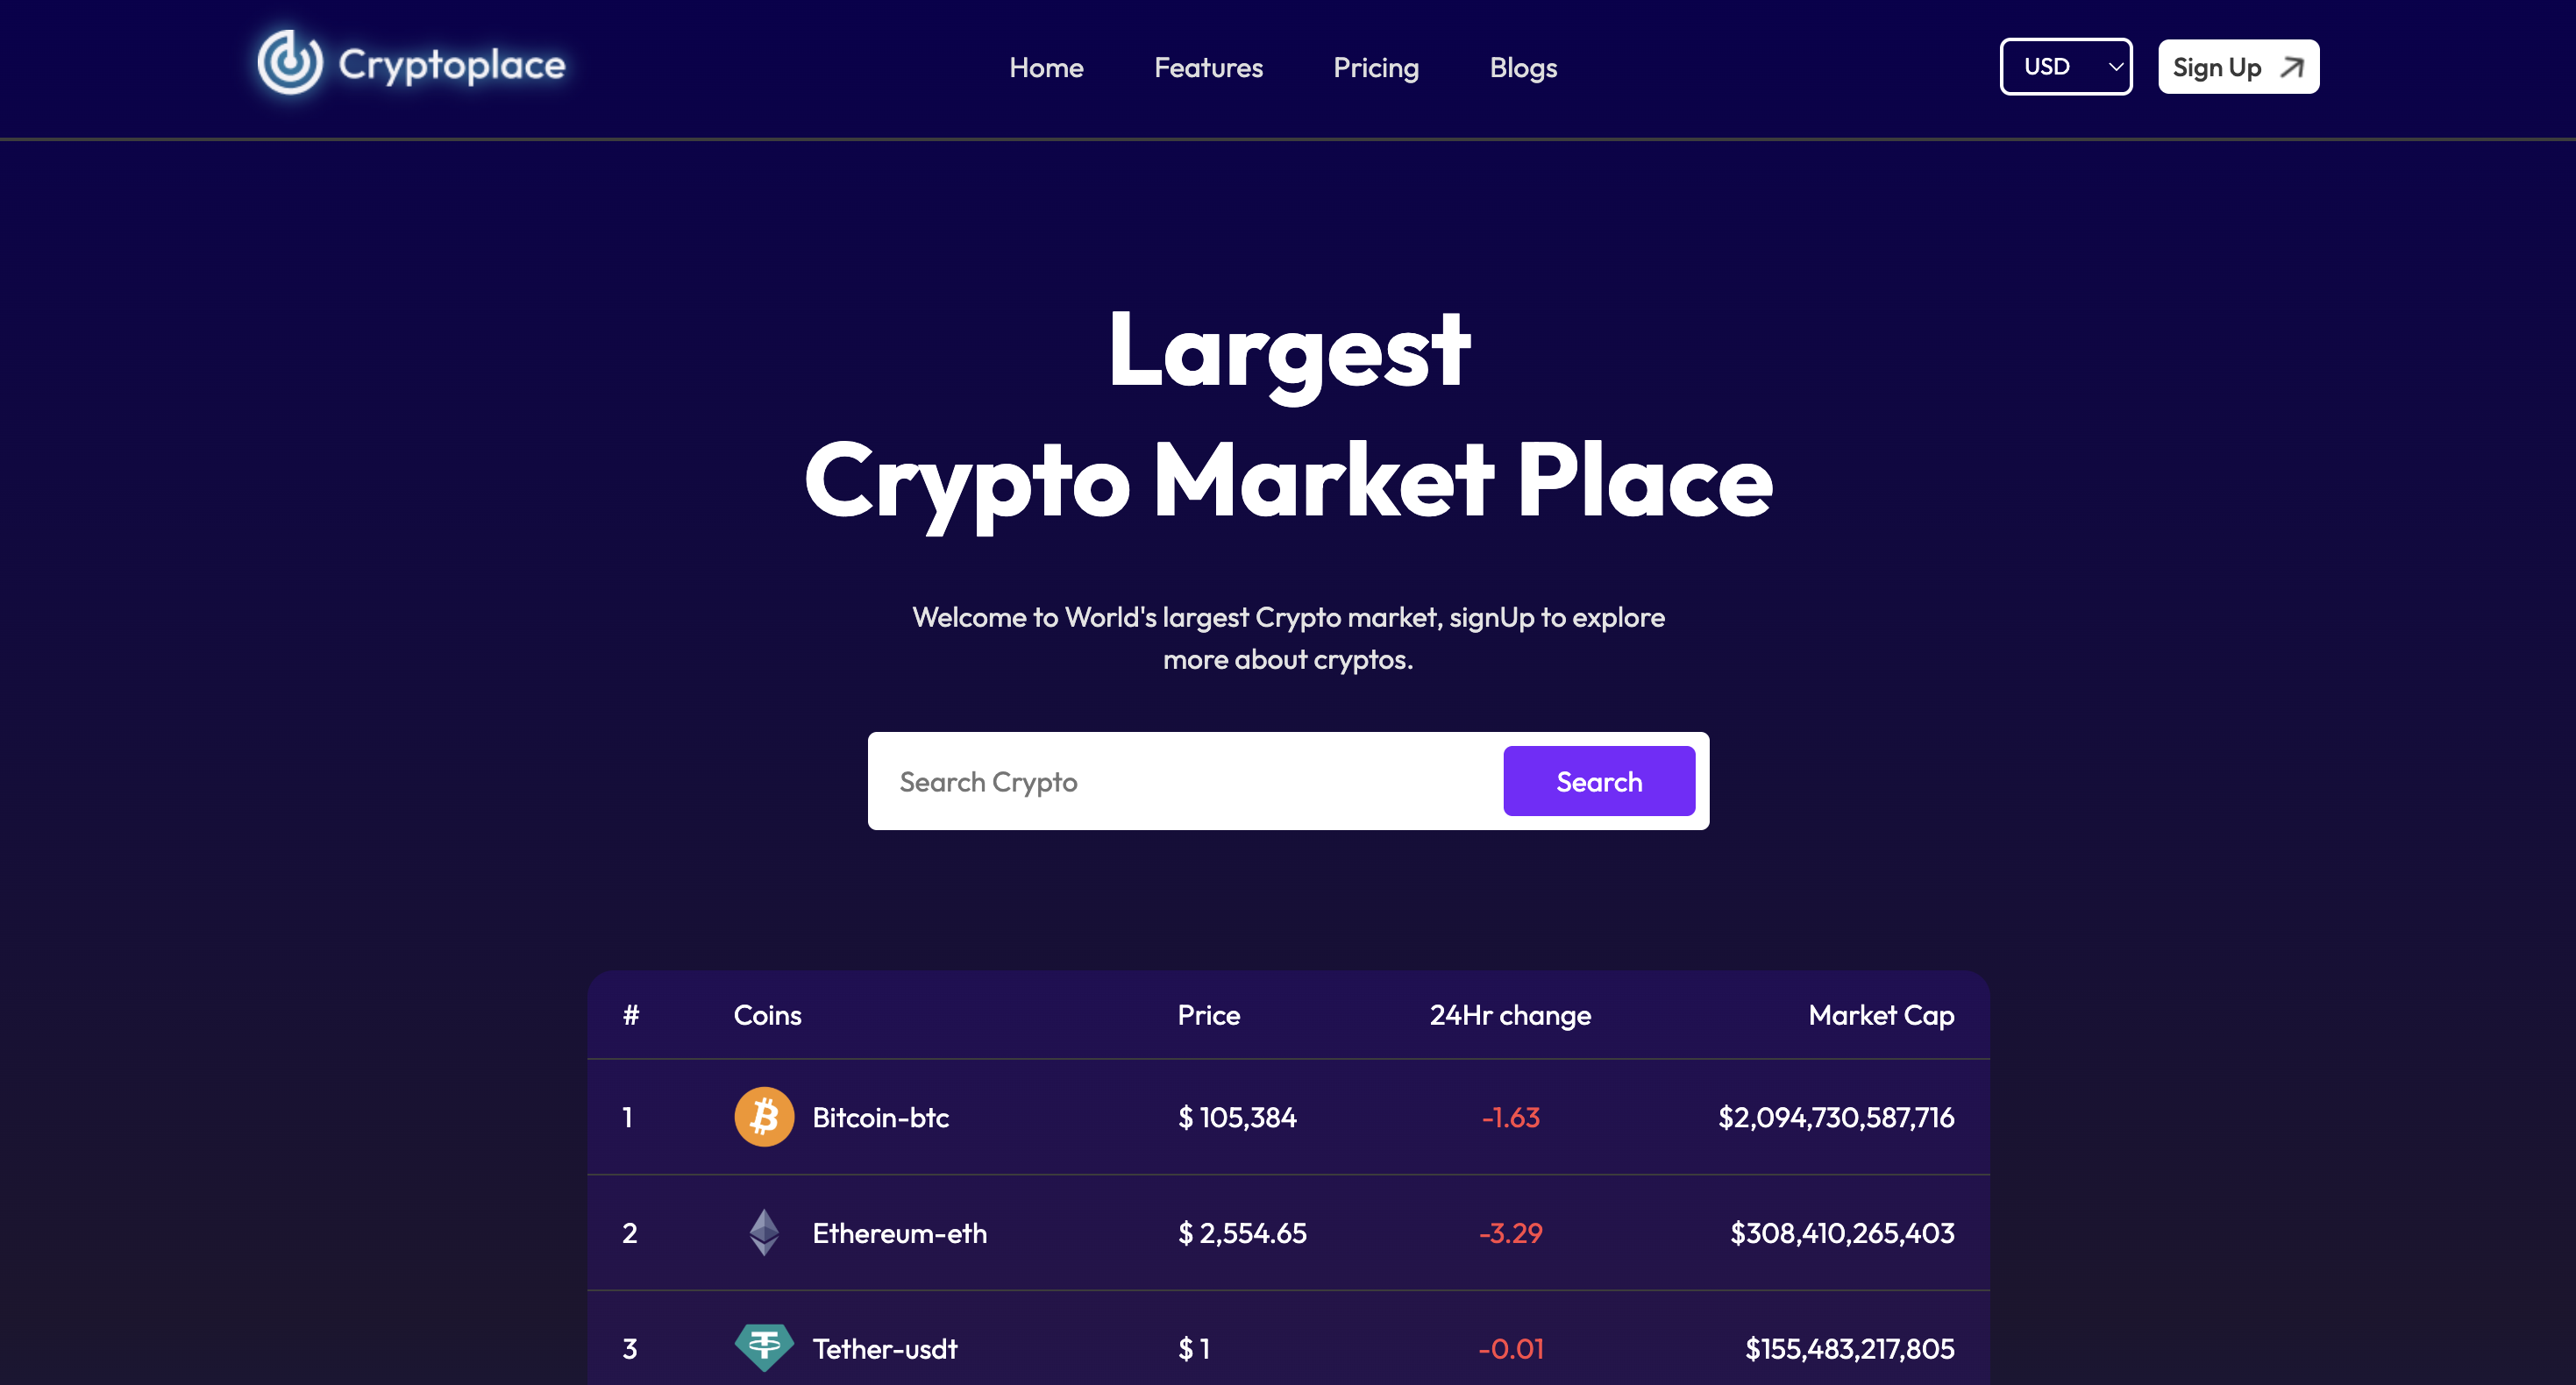 Cryptoplace Home Features Pricing Blogs USD Sign Up
Largest
Crypto Market Place
Welcome to World's largest Crypto market, signUp to explore
more about cryptos.
Search Crypto Search
# Coins Price 24Hr change Market Cap
1 Bitcoin-btc $ 105,384 -1.63 $2,094,730,587,716
2 Ethereum-eth $ 2,554.65 -3.29 $308,410,265,403
3 Tether-usdt $ 1 -0.01 $155,483,217,805